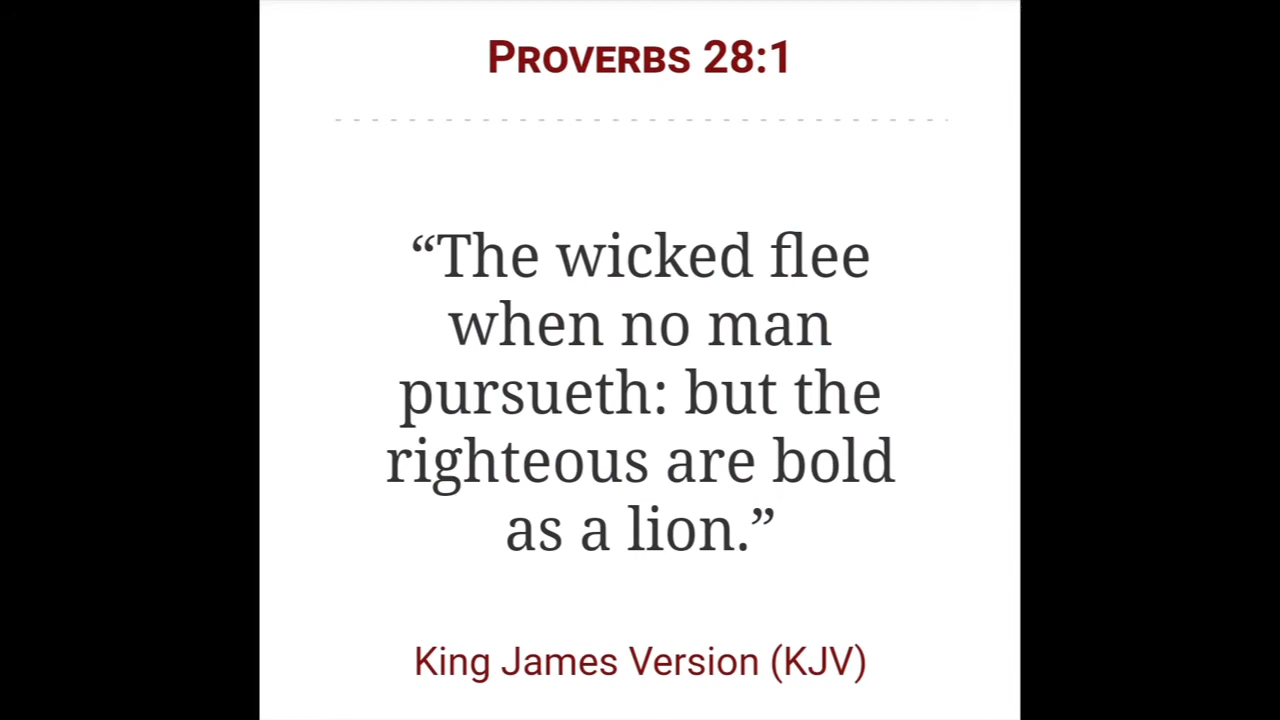 PROVERBS 28:1
“The wicked flee
when no man
pursueth: but the
righteous are bold
as a lion.”
King James Version (KJV)